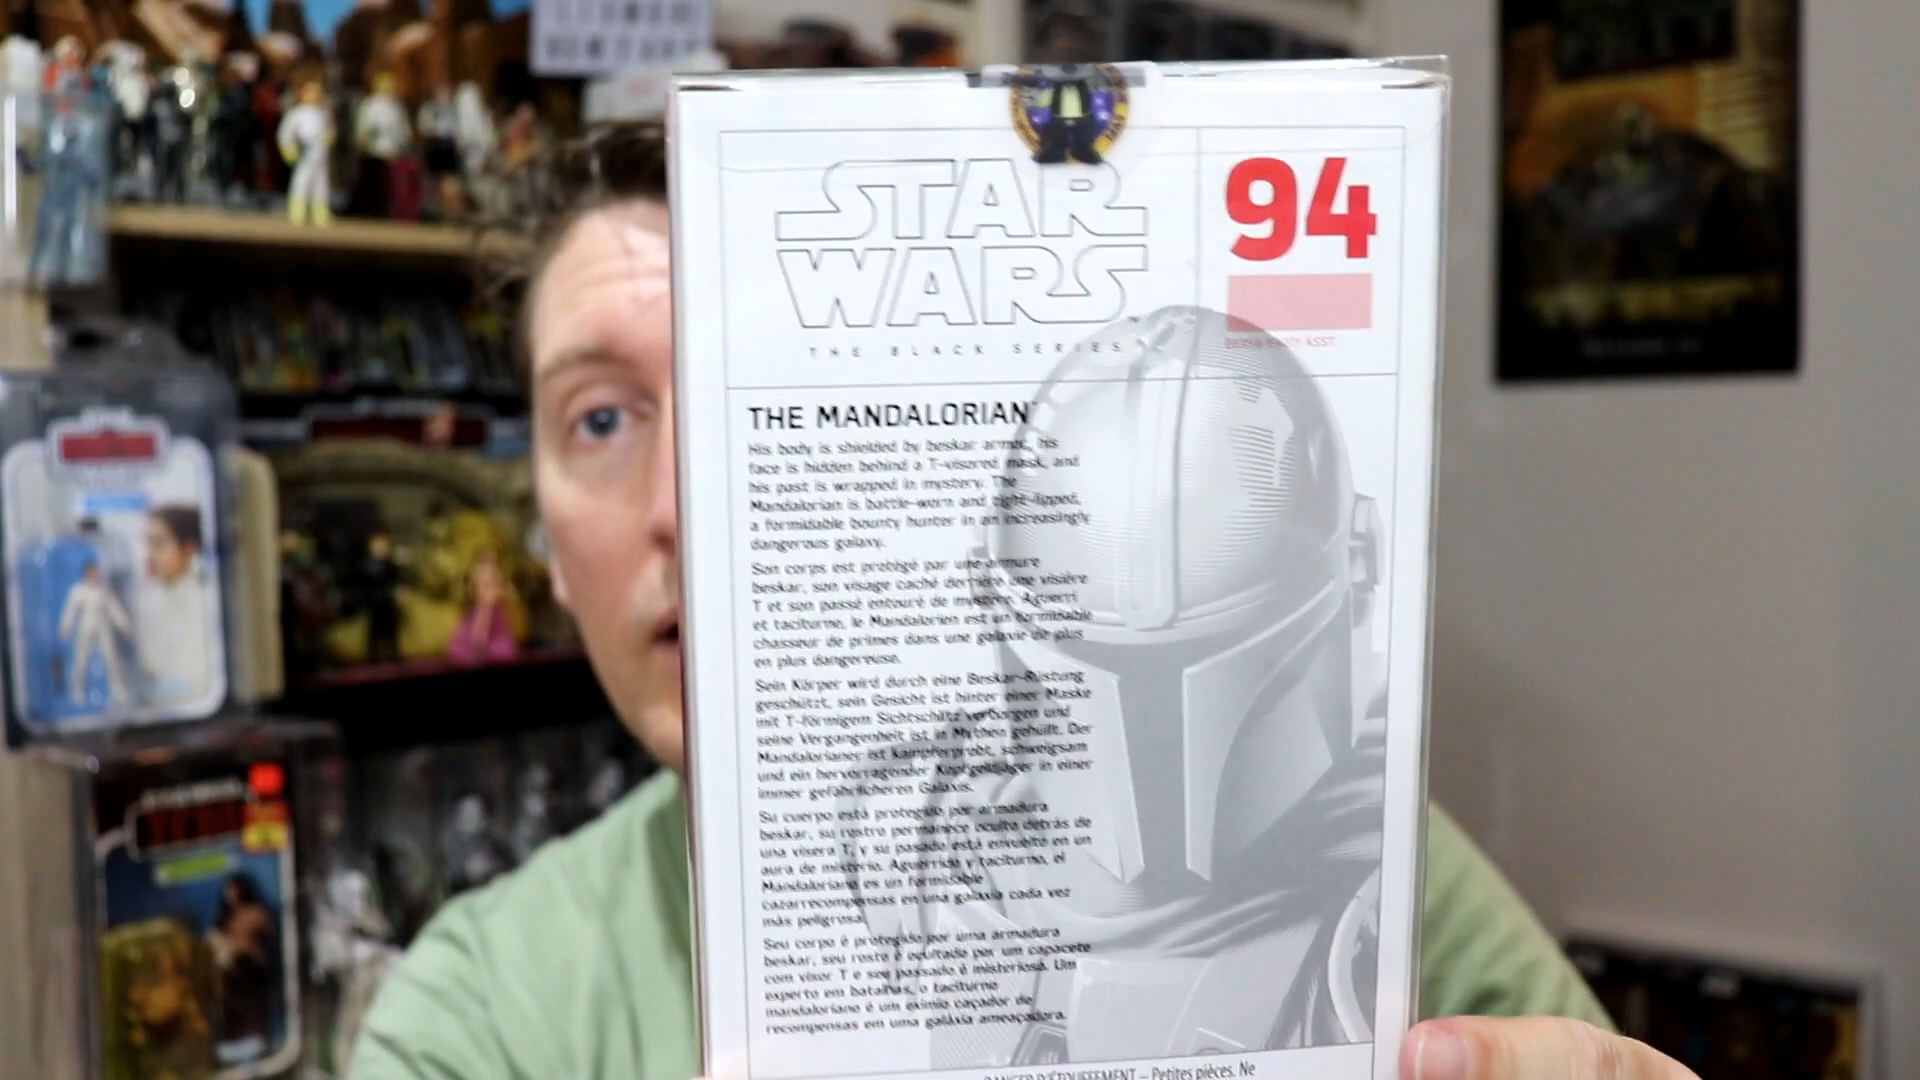 STAR
WARS
THE BLACK SERIES
94
THE MANDALORIAN
His body is shielded by beskar armor, his
face is hidden behind a T-visored mask, and
his past is wrapped in mystery. The
Mandalorian is battle-worn and tight-lipped,
a formidable bounty hunter in an increasingly
dangerous galaxy.
Son corps est protégé par une armure
beskar, son visage caché derrière une visière
T et son passé entouré de mystère. Aguerri
et taciturne, le Mandalorien est un formidable
chasseur de primes dans une galaxie de plus
en plus dangereuse.
Sein Körper wird durch eine Beskar-Rüstung
geschützt, sein Gesicht ist hinter einer Maske
mit T-förmigem Sichtschlitz verborgen und
seine Vergangenheit ist in Mythen gehüllt. Der
Mandalorianer ist kampferprobt, schweigsam
und ein hervorragender Kopfgeldjäger in einer
immer gefährlicheren Galaxis.
Su cuerpo está protegido por armadura
beskar, su rostro permanece oculto detrás de
una visera T, y su pasado está envuelto en un
aura de misterio. Aguerrido y taciturno, el
Mandaloriano es un formidable
cazarrecompensas en una galaxia cada vez
más peligrosa.
Seu corpo é protegido por uma armadura
beskar, seu rosto é ocultado por um capacete
com visor T e seu passado é misterioso. Um
experto em batalhas, o taciturno
mandaloriano é um exímio caçador de
recompensas em uma galáxia ameaçadora.
DANGER D'ÉTOUFFEMENT – Petites pièces. Ne